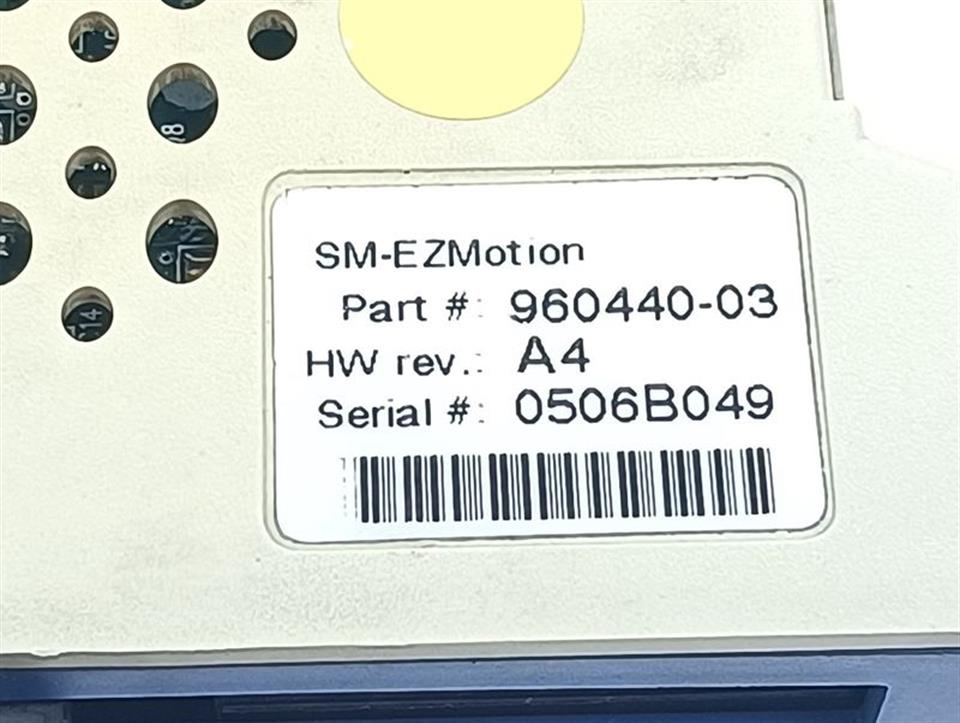 SM-EZMotion
Part #: 960440-03
HW rev.: A4
Serial #: 0506B049